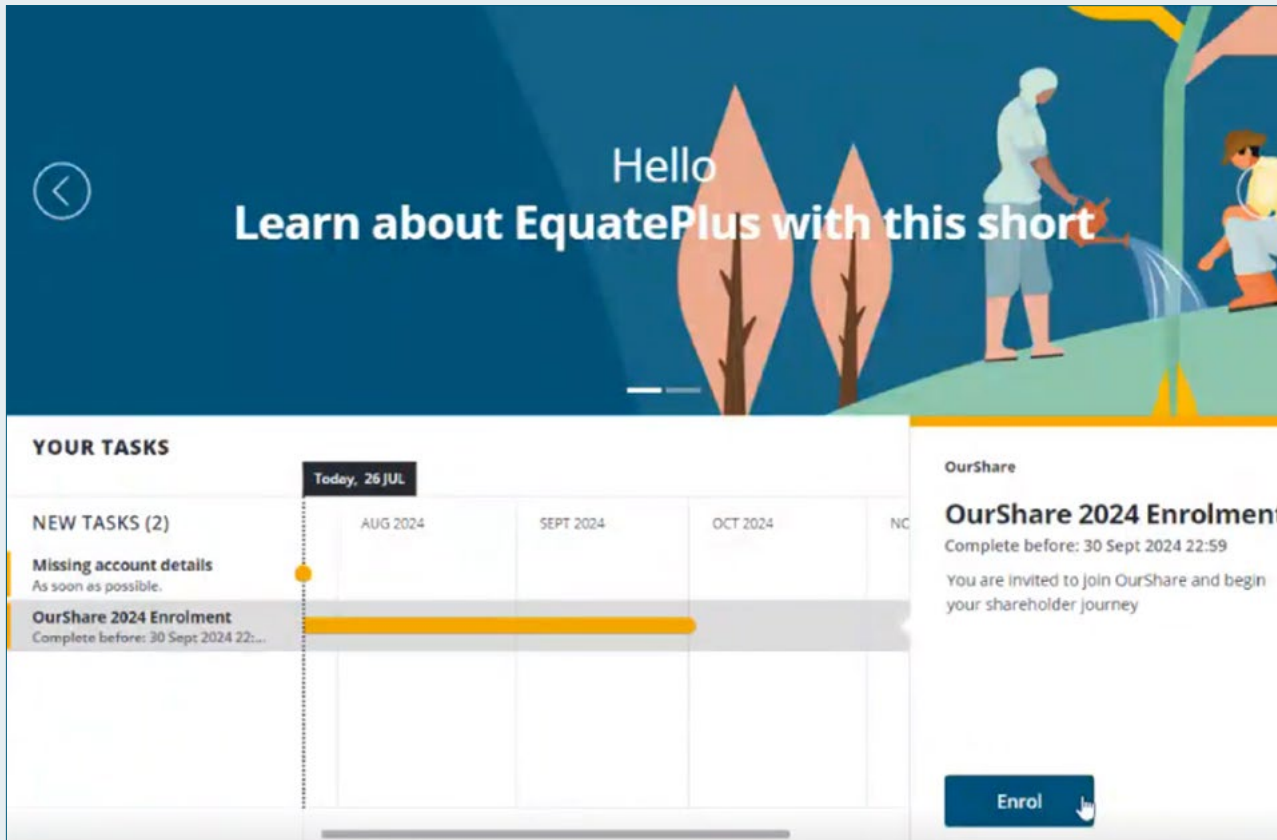 Hello
Learn about EquatePlus with this short
YOUR TASKS
Today, 26 JUL
NEW TASKS (2)
AUG 2024
SEPT 2024
OCT 2024
NO
Missing account details
As soon as possible.
OurShare 2024 Enrolment
Complete before: 30 Sept 2024 22:...
OurShare
OurShare 2024 Enrolment
Complete before: 30 Sept 2024 22:59
You are invited to join OurShare and begin
your shareholder journey
Enrol